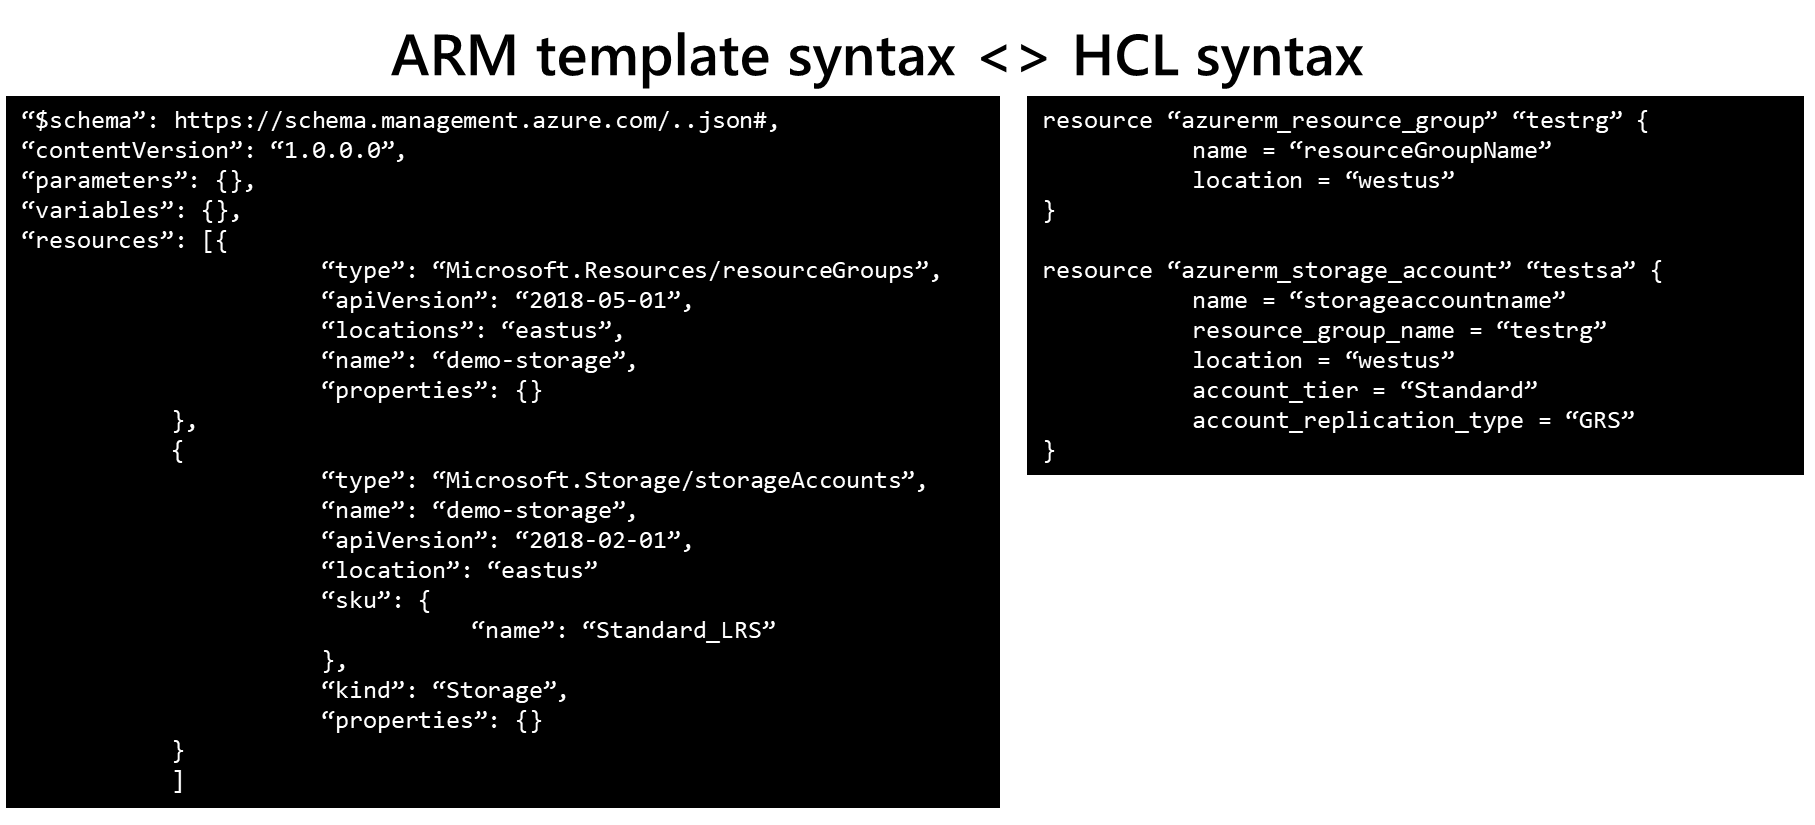 ARM template syntax <> HCL syntax
“$schema”: https://schema.management.azure.com/..json#,
“contentVersion”: “1.0.0.0”,
“parameters”: {},
“variables”: {},
“resources”: [{
“type”: “Microsoft.Resources/resourceGroups”,
“apiVersion”: “2018-05-01”,
“locations”: “eastus”,
“name”: “demo-storage”,
“properties”: {}
},
{
“type”: “Microsoft.Storage/storageAccounts”,
“name”: “demo-storage”,
“apiVersion”: “2018-02-01”,
“location”: “eastus”
“sku”: {
“name”: “Standard_LRS”
},
“kind”: “Storage”,
“properties”: {}
}
]
resource “azurerm_resource_group” “testrg” {
name = “resourceGroupName”
location = “westus”
}
resource “azurerm_storage_account” “testsa” {
name = “storageaccountname”
resource_group_name = “testrg”
location = “westus”
account_tier = “Standard”
account_replication_type = “GRS”
}